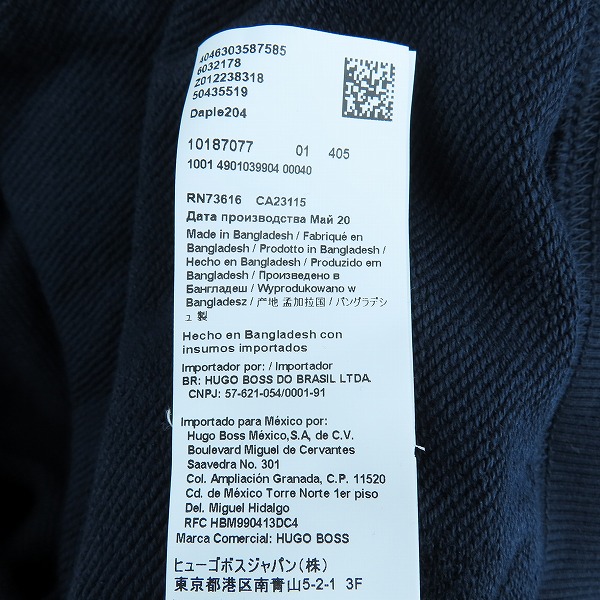 4046303587585
6032178
Z012238318
50435519
Daple204
10187077 01 405
1001 4901039904 00040
RN73616 CA23115
Дата производства Май 20
Made in Bangladesh / Fabriqué en
Bangladesh / Prodotto in Bangladesh /
Hecho en Bangladesh / Produzido em
Bangladesh / Произведено в
Бангладеш / Wyprodukowano w
Bangladesz / 产地 孟加拉国 / バングラデシ
ュ 製
Hecho en Bangladesh con
insumos importados
Importador por: / Importador
BR: HUGO BOSS DO BRASIL LTDA.
CNPJ: 57-621-054/0001-91
Importado para México por:
Hugo Boss México,S.A, de C.V.
Boulevard Miguel de Cervantes
Saavedra No. 301
Col. Ampliación Granada, C.P. 11520
Cd. de México Torre Norte 1er piso
Del. Miguel Hidalgo
RFC HBM990413DC4
Marca Comercial: HUGO BOSS
ヒューゴボスジャパン(株)
東京都港区南青山5-2-1 3F